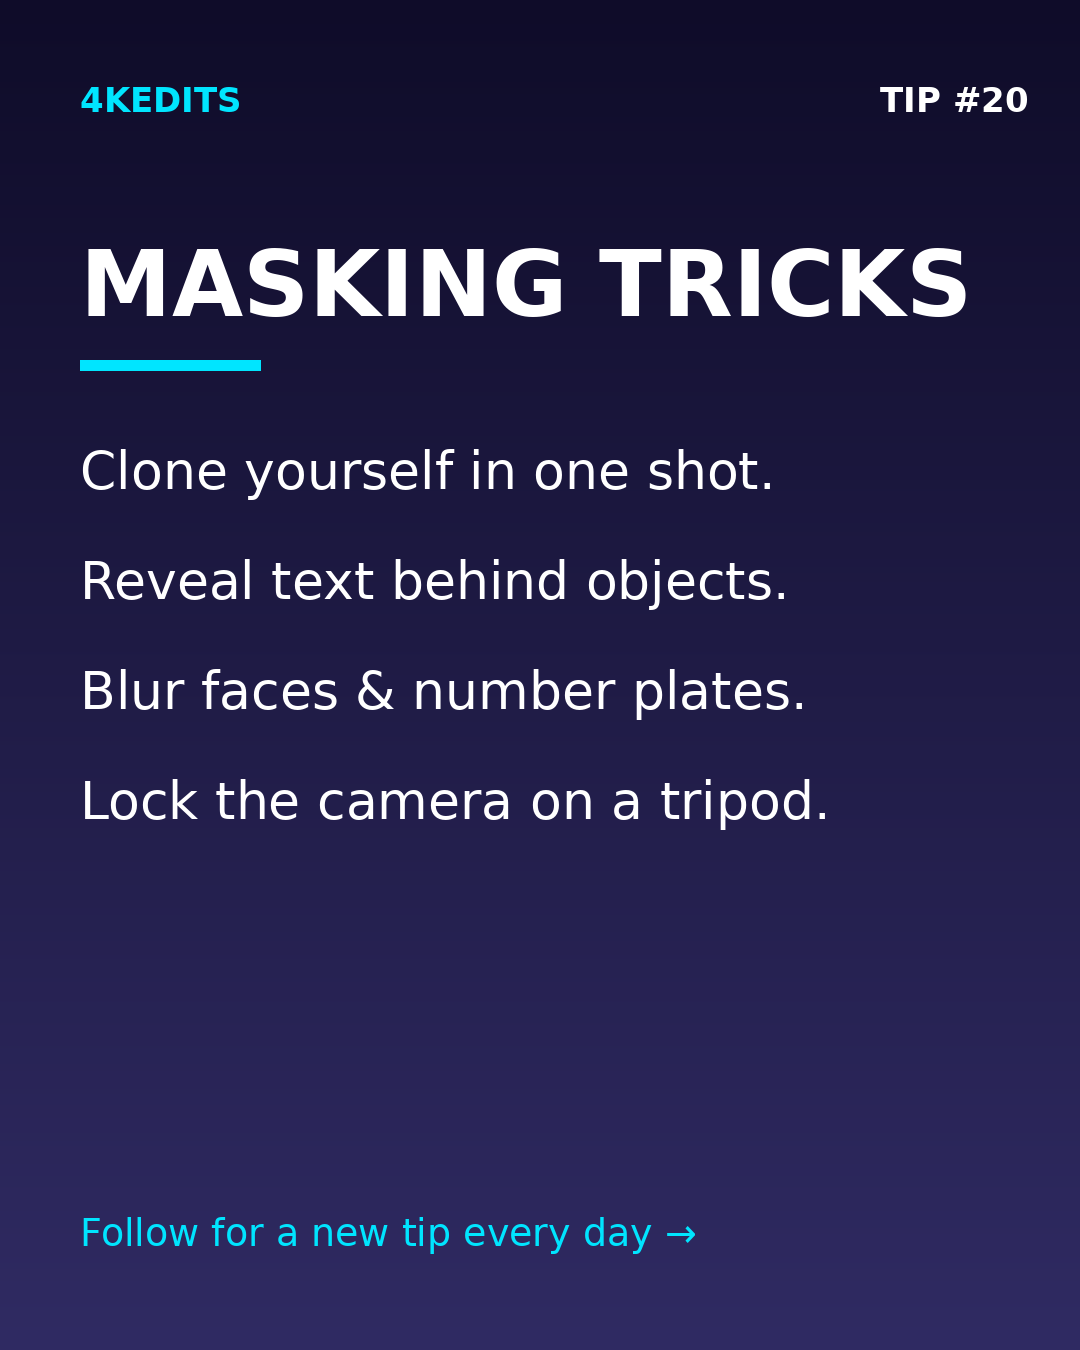 4KEDITS
TIP #20
MASKING TRICKS
Clone yourself in one shot.
Reveal text behind objects.
Blur faces & number plates.
Lock the camera on a tripod.
Follow for a new tip every day →